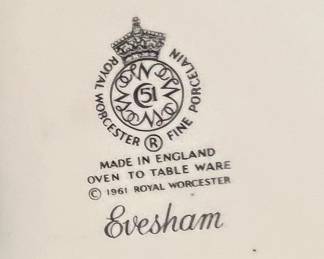 ROYAL WORCESTER
FINE PORCELAIN
51
R
MADE IN ENGLAND
OVEN TO TABLE WARE
© 1961 ROYAL WORCESTER
Evesham